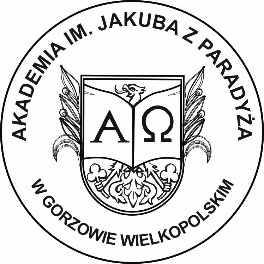 AKADEMIA IM. JAKUBA Z PARADYŻA
Α Ω
W GORZOWIE WIELKOPOLSKIM